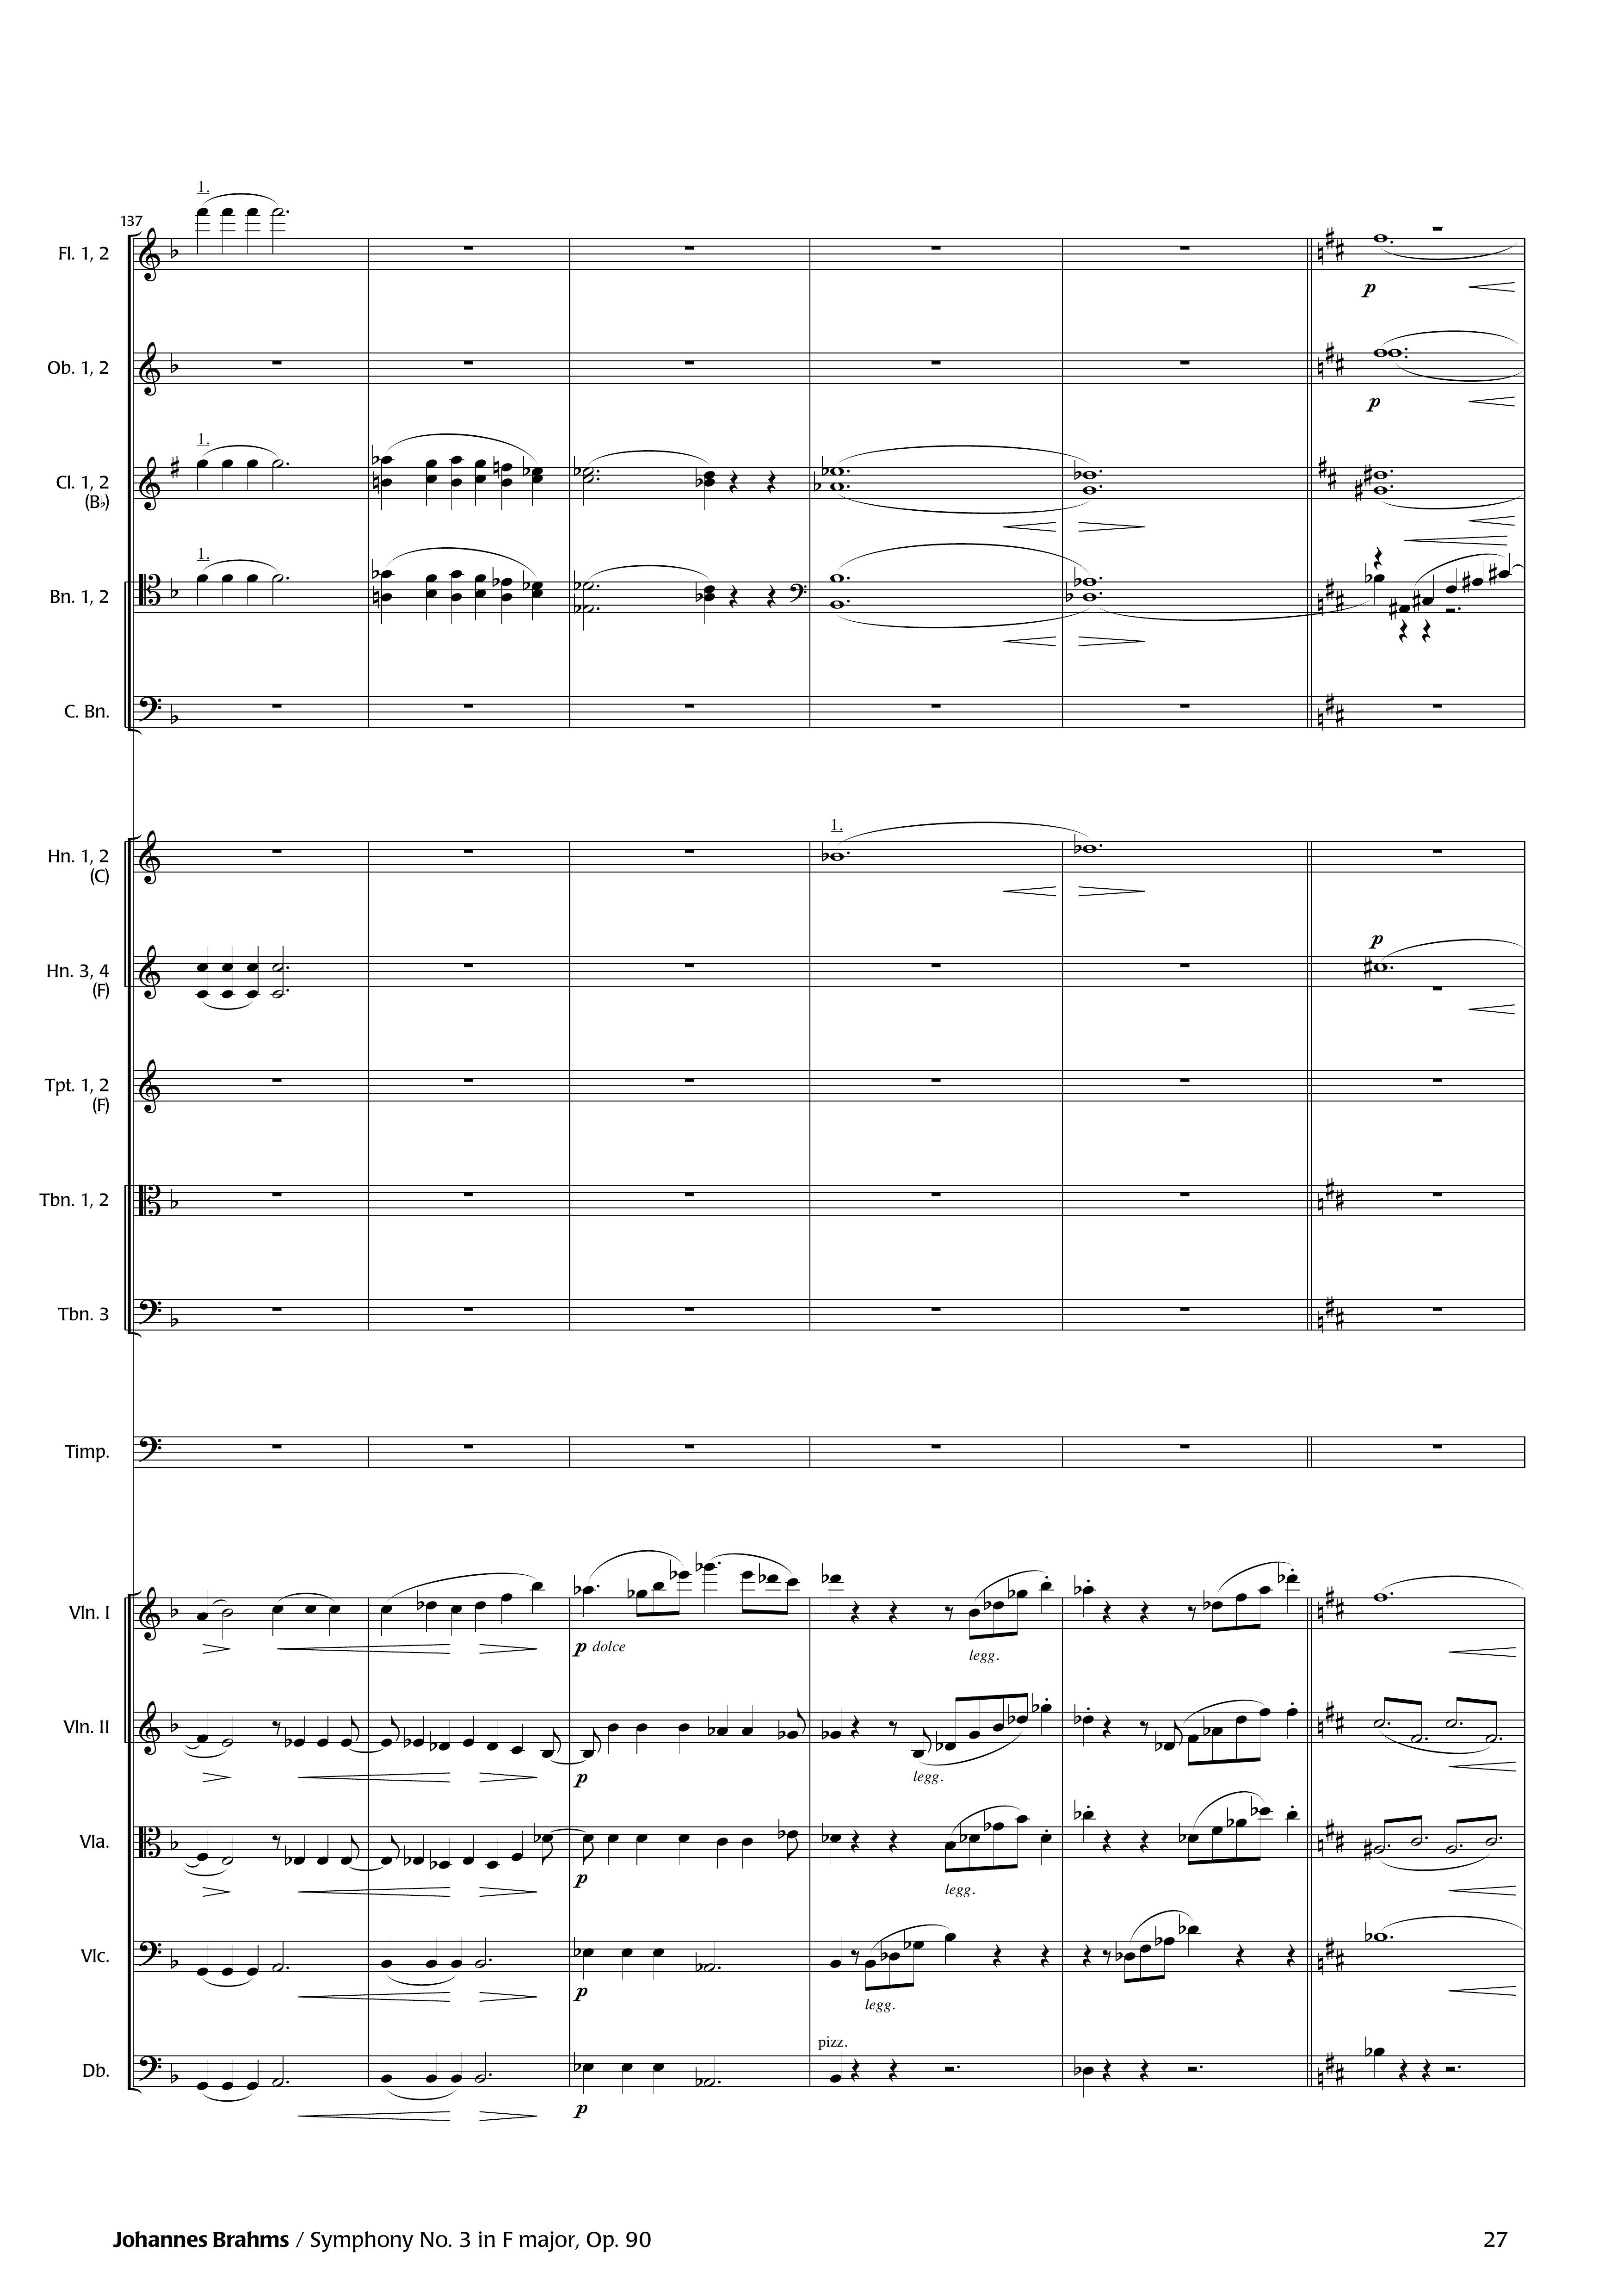 1.
137
Fl. 1, 2
p
Ob. 1, 2
p
1.
Cl. 1, 2
(B♭)
1.
Bn. 1, 2
C. Bn.
1.
Hn. 1, 2
(C)
p
Hn. 3, 4
(F)
Tpt. 1, 2
(F)
Tbn. 1, 2
Tbn. 3
Timp.
Vln. I
p dolce
legg.
Vln. II
p
legg.
Vla.
p
legg.
Vlc.
p
legg.
pizz.
Db.
p
Johannes Brahms / Symphony No. 3 in F major, Op. 90 27